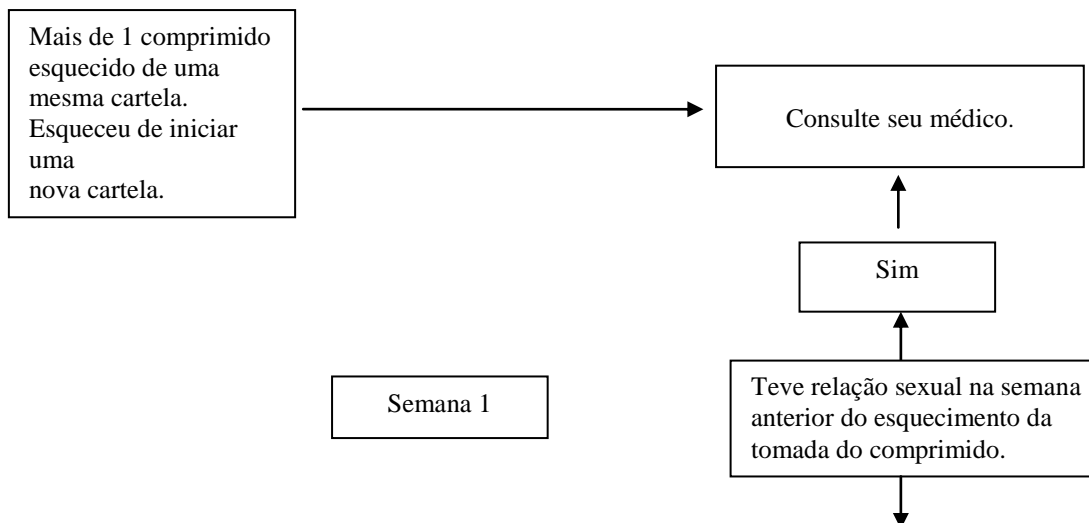 Mais de 1 comprimido
esquecido de uma
mesma cartela.
Esqueceu de iniciar
uma
nova cartela.
Consulte seu médico.
Sim
Semana 1
Teve relação sexual na semana
anterior do esquecimento da
tomada do comprimido.